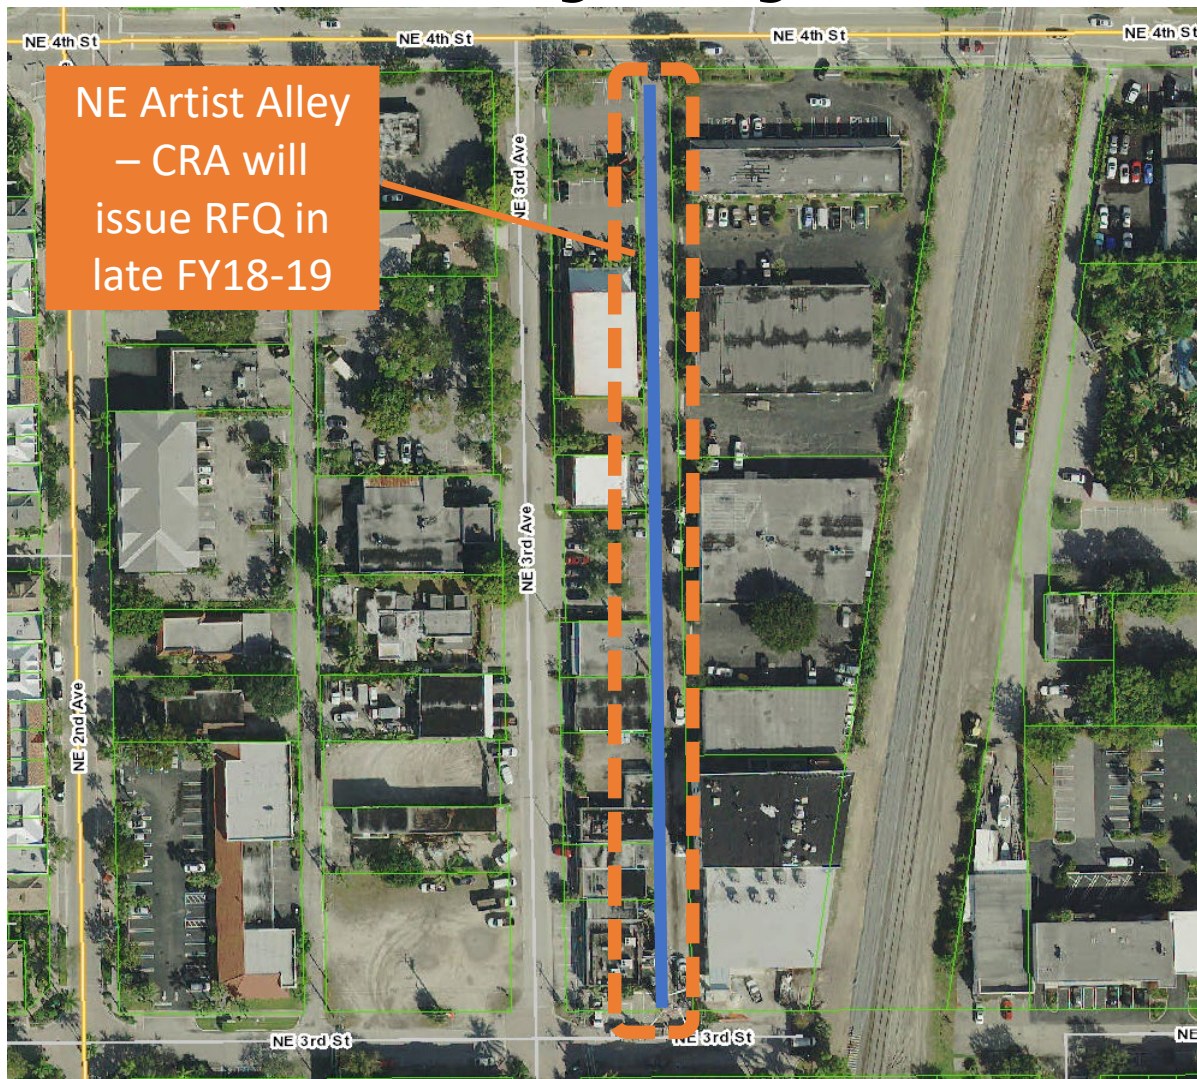 NE 4th St
NE 4th St
NE 4th St
NE 4th St
NE Artist Alley
– CRA will
issue RFQ in
late FY18-19
NE 3rd Ave
NE 3rd Ave
NE 2nd Ave
NE 3rd St
NE 3rd St
NE